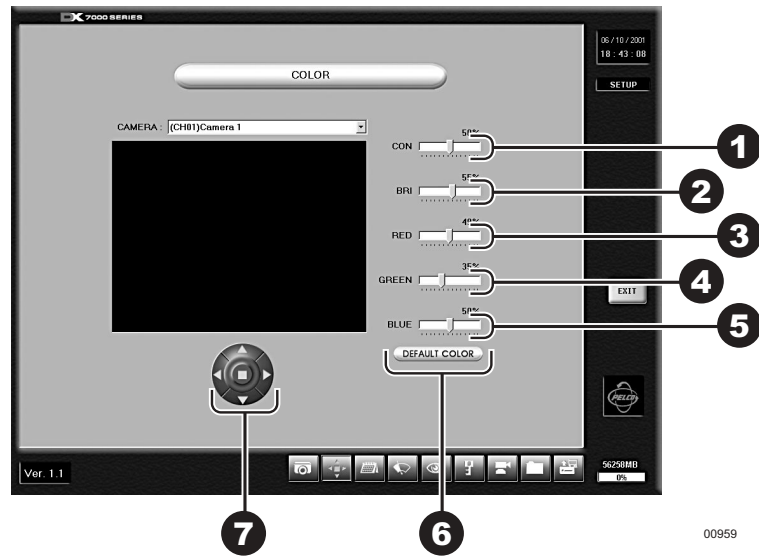 DX 7000 SERIES
06 / 10 / 2001
18 : 43 : 08
SETUP
COLOR
CAMERA : (CH01)Camera 1
50%
CON
1
55%
BRI
2
49%
RED
3
35%
GREEN
4
EXIT
50%
BLUE
5
DEFAULT COLOR
PELCO
Ver. 1.1
56258MB
0%
7
6
00959